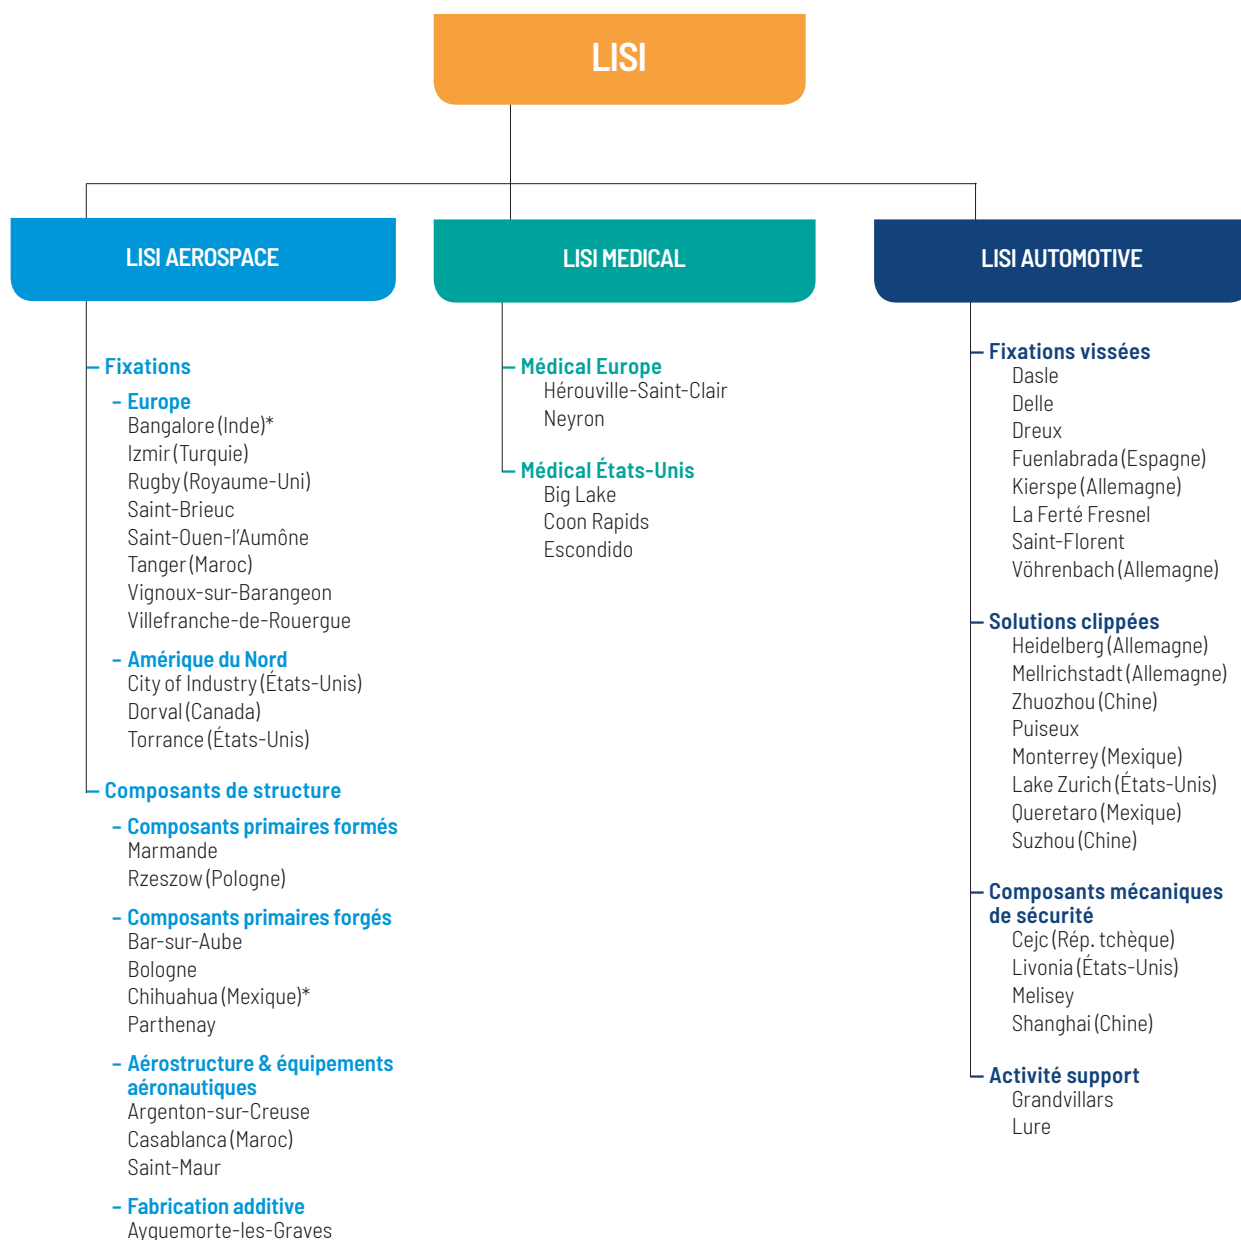 LISI
LISI AEROSPACE
– Fixations
– Europe
Bangalore (Inde)*
Izmir (Turquie)
Rugby (Royaume-Uni)
Saint-Brieuc
Saint-Ouen-l'Aumône
Tanger (Maroc)
Vignoux-sur-Barangeon
Villefranche-de-Rouergue
– Amérique du Nord
City of Industry (États-Unis)
Dorval (Canada)
Torrance (États-Unis)
– Composants de structure
– Composants primaires formés
Marmande
Rzeszow (Pologne)
– Composants primaires forgés
Bar-sur-Aube
Bologne
Chihuahua (Mexique)*
Parthenay
– Aérostructure & équipements
aéronautiques
Argenton-sur-Creuse
Casablanca (Maroc)
Saint-Maur
– Fabrication additive
Ayguemorte-les-Graves
LISI MEDICAL
– Médical Europe
Hérouville-Saint-Clair
Neyron
– Médical États-Unis
Big Lake
Coon Rapids
Escondido
LISI AUTOMOTIVE
– Fixations vissées
Dasle
Delle
Dreux
Fuenlabrada (Espagne)
Kierspe (Allemagne)
La Ferté Fresnel
Saint-Florent
Vöhrenbach (Allemagne)
– Solutions clippées
Heidelberg (Allemagne)
Mellrichstadt (Allemagne)
Zhuozhou (Chine)
Puiseux
Monterrey (Mexique)
Lake Zurich (États-Unis)
Queretaro (Mexique)
Suzhou (Chine)
– Composants mécaniques
de sécurité
Cejc (Rép. tchèque)
Livonia (États-Unis)
Melisey
Shanghai (Chine)
– Activité support
Grandvillars
Lure